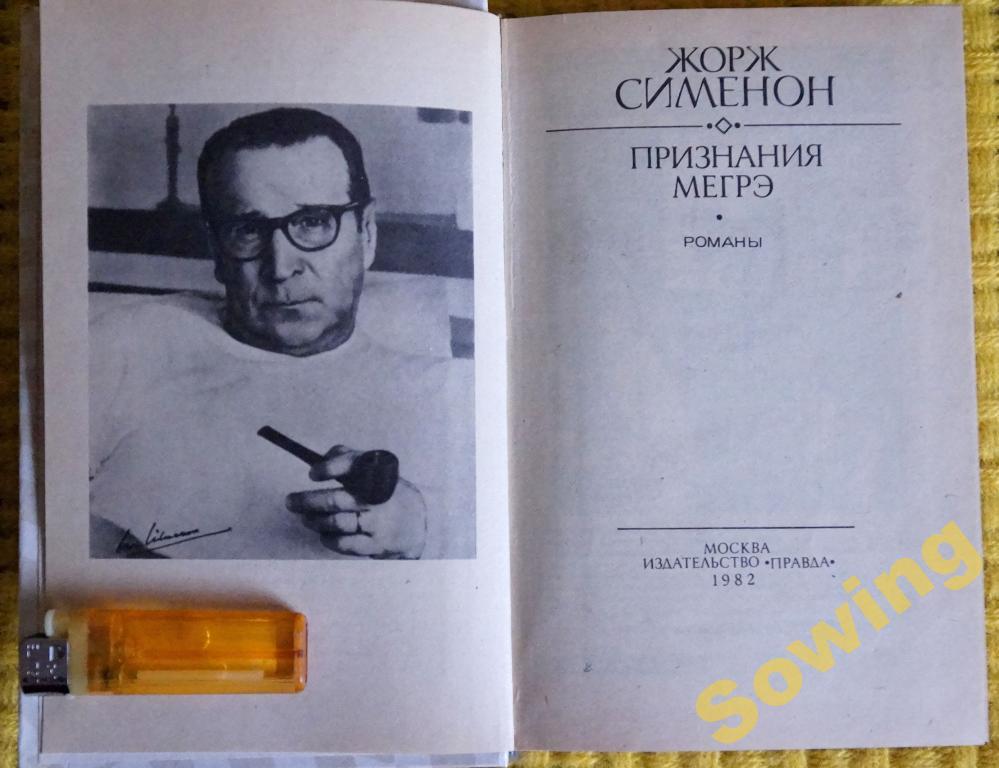 ЖОРЖ
СИМЕНОН
ПРИЗНАНИЯ
МЕГРЭ
РОМАНЫ
МОСКВА
ИЗДАТЕЛЬСТВО •ПРАВДА•
1982
Sowing